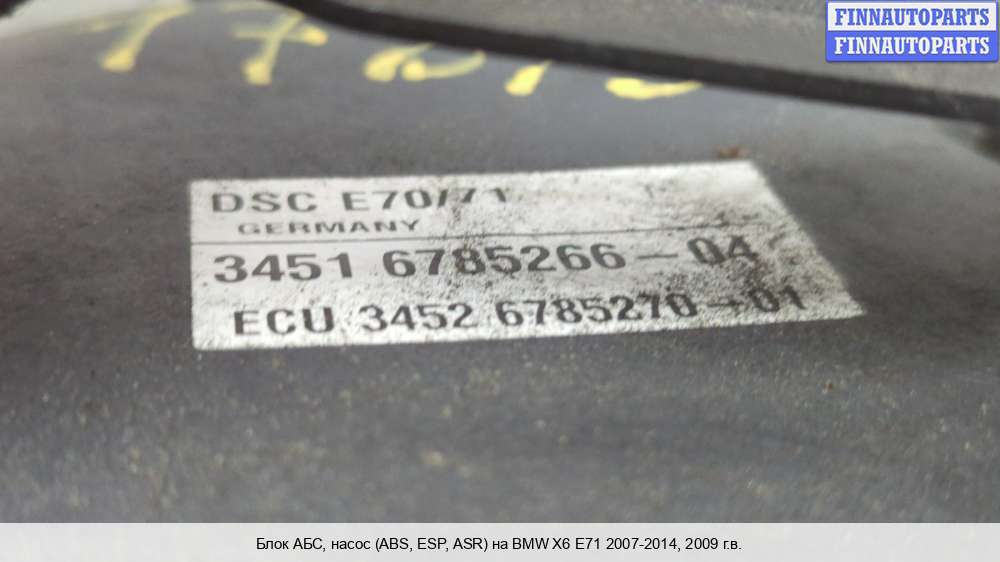 FINNAUTOPARTS
FINNAUTOPARTS
DSC E70/71
GERMANY
3451 6785266-04
ECU 3452 6785270-01
Блок АБС, насос (ABS, ESP, ASR) на BMW X6 E71 2007-2014, 2009 г.в.